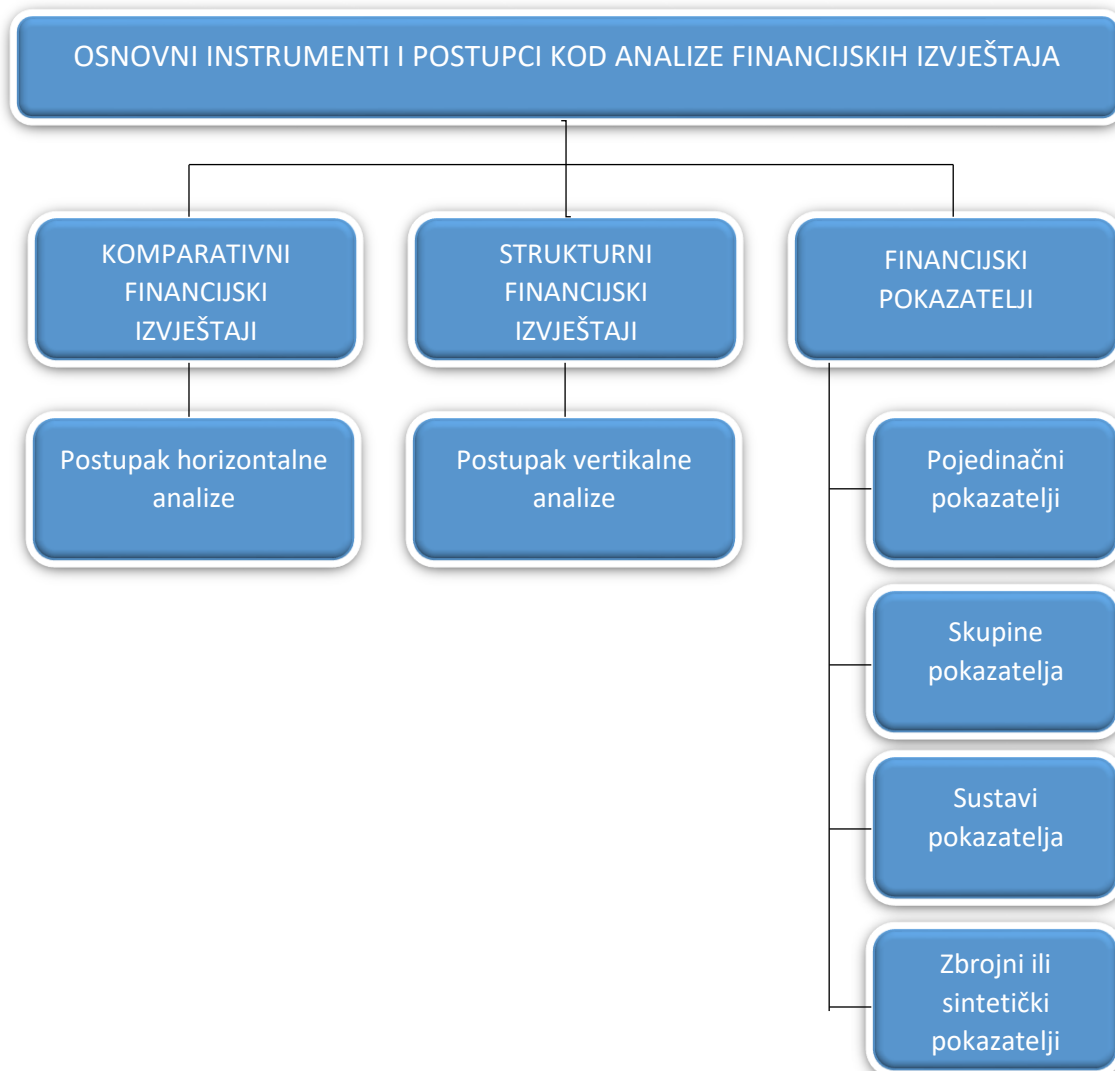 OSNOVNI INSTRUMENTI I POSTUPCI KOD ANALIZE FINANCIJSKIH IZVJEŠTAJA
KOMPARATIVNI
FINANCIJSKI
IZVJEŠTAJI
STRUKTURNI
FINANCIJSKI
IZVJEŠTAJI
FINANCIJSKI
POKAZATELJI
Postupak horizontalne
analize
Postupak vertikalne
analize
Pojedinačni
pokazatelji
Skupine
pokazatelja
Sustavi
pokazatelja
Zbrojni ili
sintetički
pokazatelji